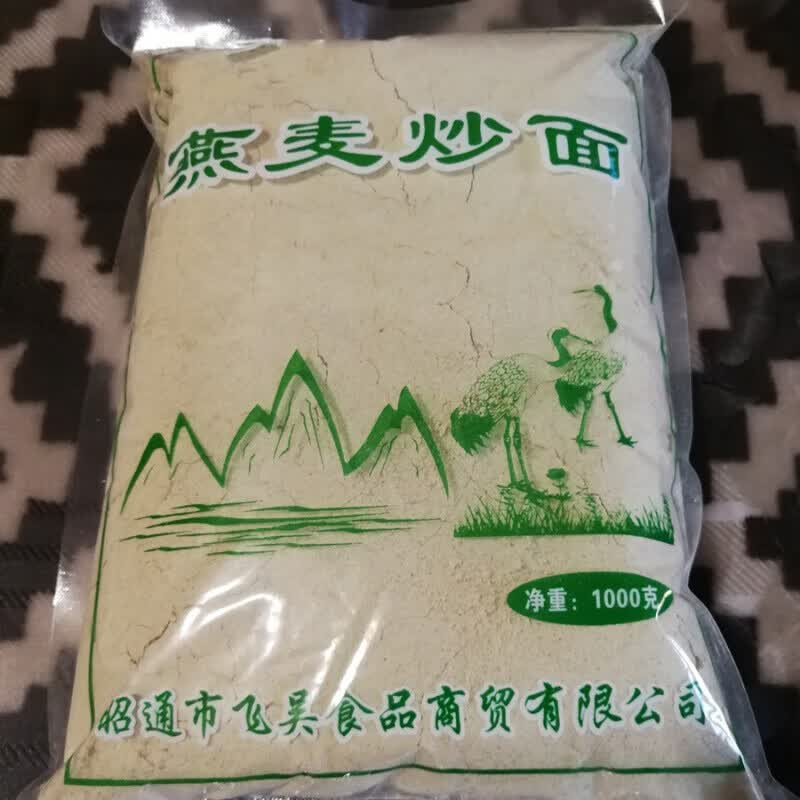 燕麦炒面
净重：1000克
昭通市飞吴食品商贸有限公司